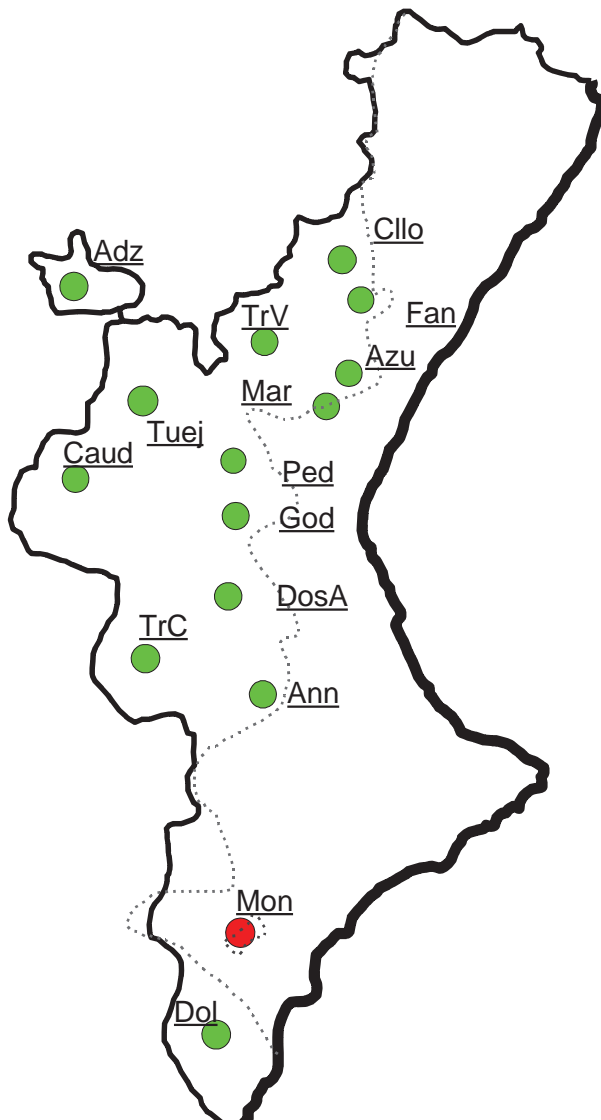 Cllo
Adz
Fan
TrV
Azu
Mar
Tuej
Caud
Ped
God
DosA
TrC
Ann
Mon
Dol